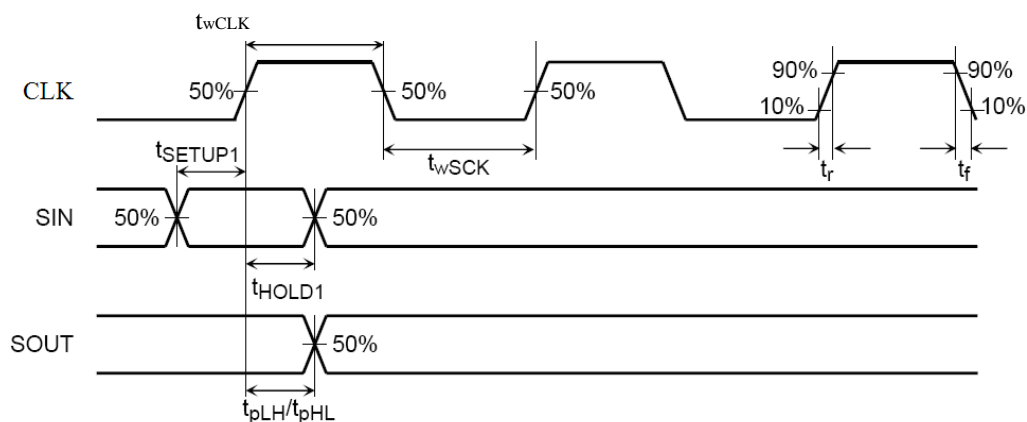 twCLK
CLK 50% 50% 50% 90% 90%
10% 10%
tSETUP1 twSCK tr tf
SIN 50% 50%
tHOLD1
SOUT 50%
tpLH/tpHL